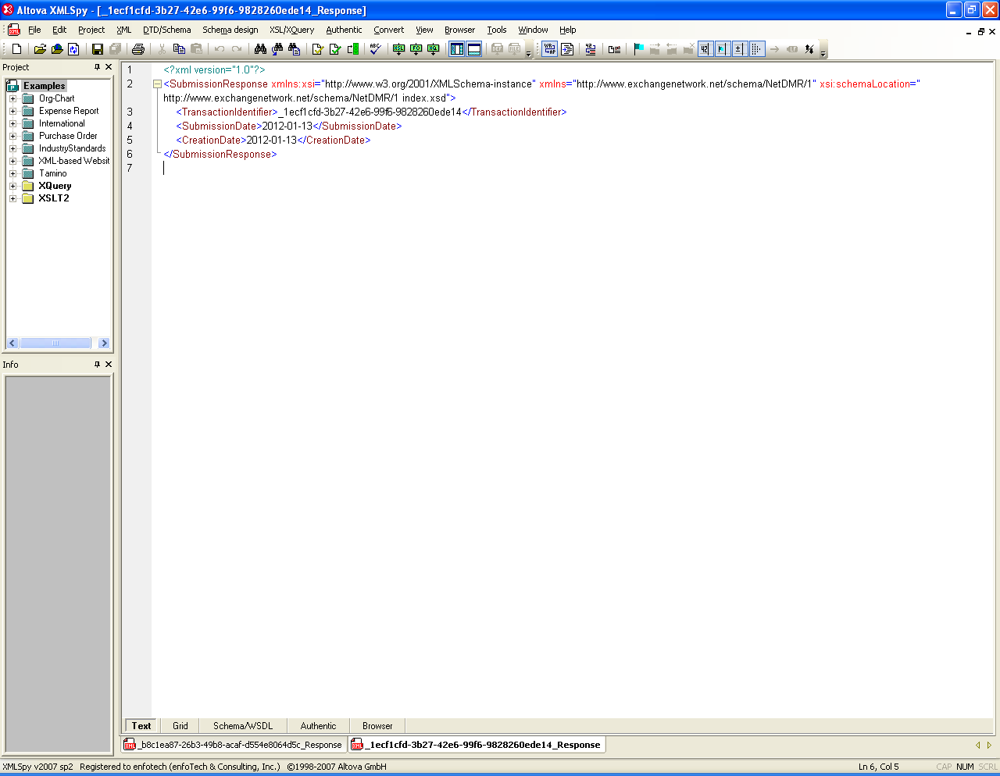 Altova XMLSpy - [_1ecf1cfd-3b27-42e6-99f6-9828260ede14_Response]
File Edit Project XML DTD/Schema Schema design XSL/XQuery Authentic Convert View Browser Tools Window Help
Project
Examples
Org-Chart
Expense Report
International
Purchase Order
IndustryStandards
XML-based Websit
Tamino
XQuery
XSLT2
Info
1 <?xml version="1.0"?>
2 <SubmissionResponse xmlns:xsi="http://www.w3.org/2001/XMLSchema-instance" xmlns="http://www.exchangenetwork.net/schema/NetDMR/1" xsi:schemaLocation="
http://www.exchangenetwork.net/schema/NetDMR/1 index.xsd">
3 <TransactionIdentifier>_1ecf1cfd-3b27-42e6-99f6-9828260ede14</TransactionIdentifier>
4 <SubmissionDate>2012-01-13</SubmissionDate>
5 <CreationDate>2012-01-13</CreationDate>
6 </SubmissionResponse>
7
Text Grid Schema/WSDL Authentic Browser
_b8c1ea87-26b3-49b8-acaf-d554e8064d5c_Response _1ecf1cfd-3b27-42e6-99f6-9828260ede14_Response
XMLSpy v2007 sp2 Registered to enfotech (enfoTech & Consulting, Inc.) ©1998-2007 Altova GmbH Ln 6, Col 5 CAP NUM SCRL